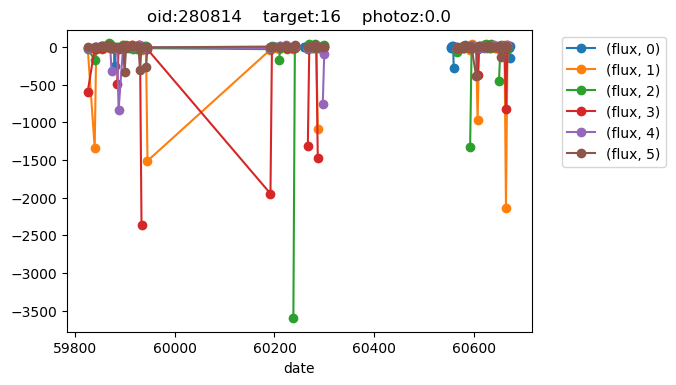 oid:280814    target:16    photoz:0.0
0
−500
−1000
−1500
−2000
−2500
−3000
−3500
59800
60000
60200
60400
60600
date
(flux, 0)
(flux, 1)
(flux, 2)
(flux, 3)
(flux, 4)
(flux, 5)